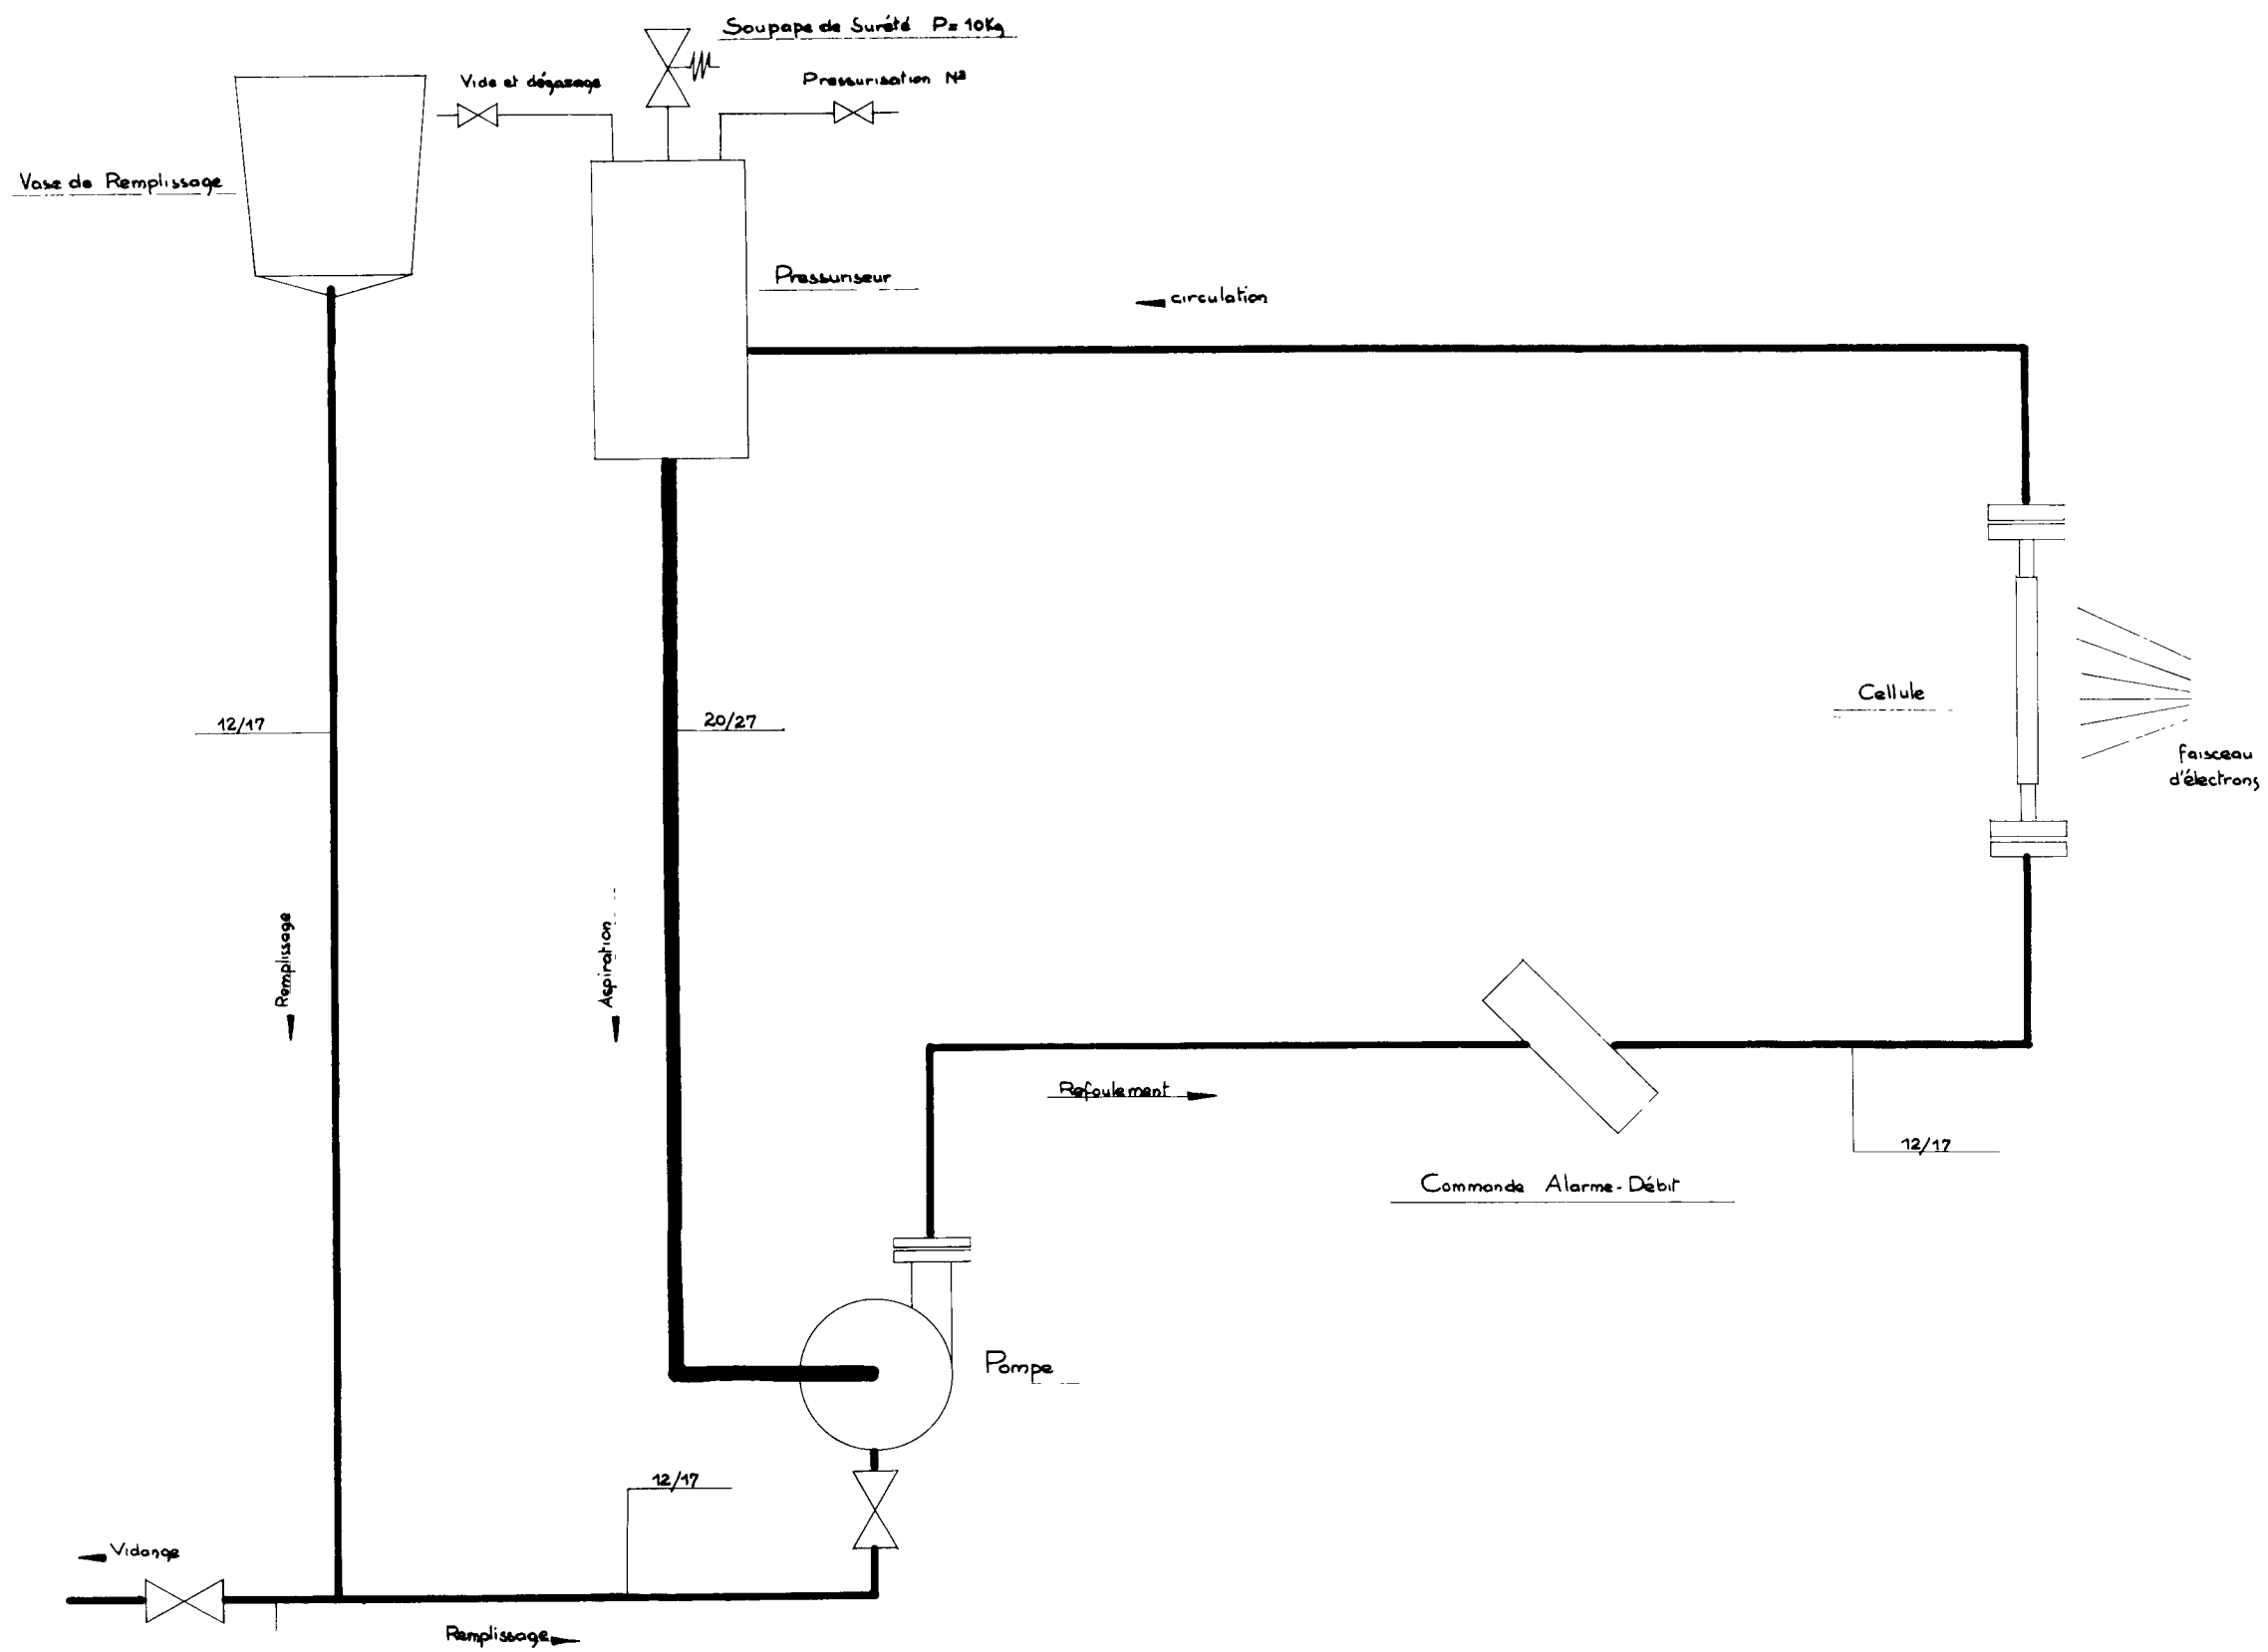 Soupape de Sûrété P= 10Kg
Vide et dégazage
Pressurisation N²
Vase de Remplissage
Pressuriseur
circulation
12/17
20/27
Cellule
faisceau
d'électrons
Remplissage
Aspiration
Refoulement
12/17
Commande Alarme-Débit
Pompe
12/17
Vidange
Remplissage